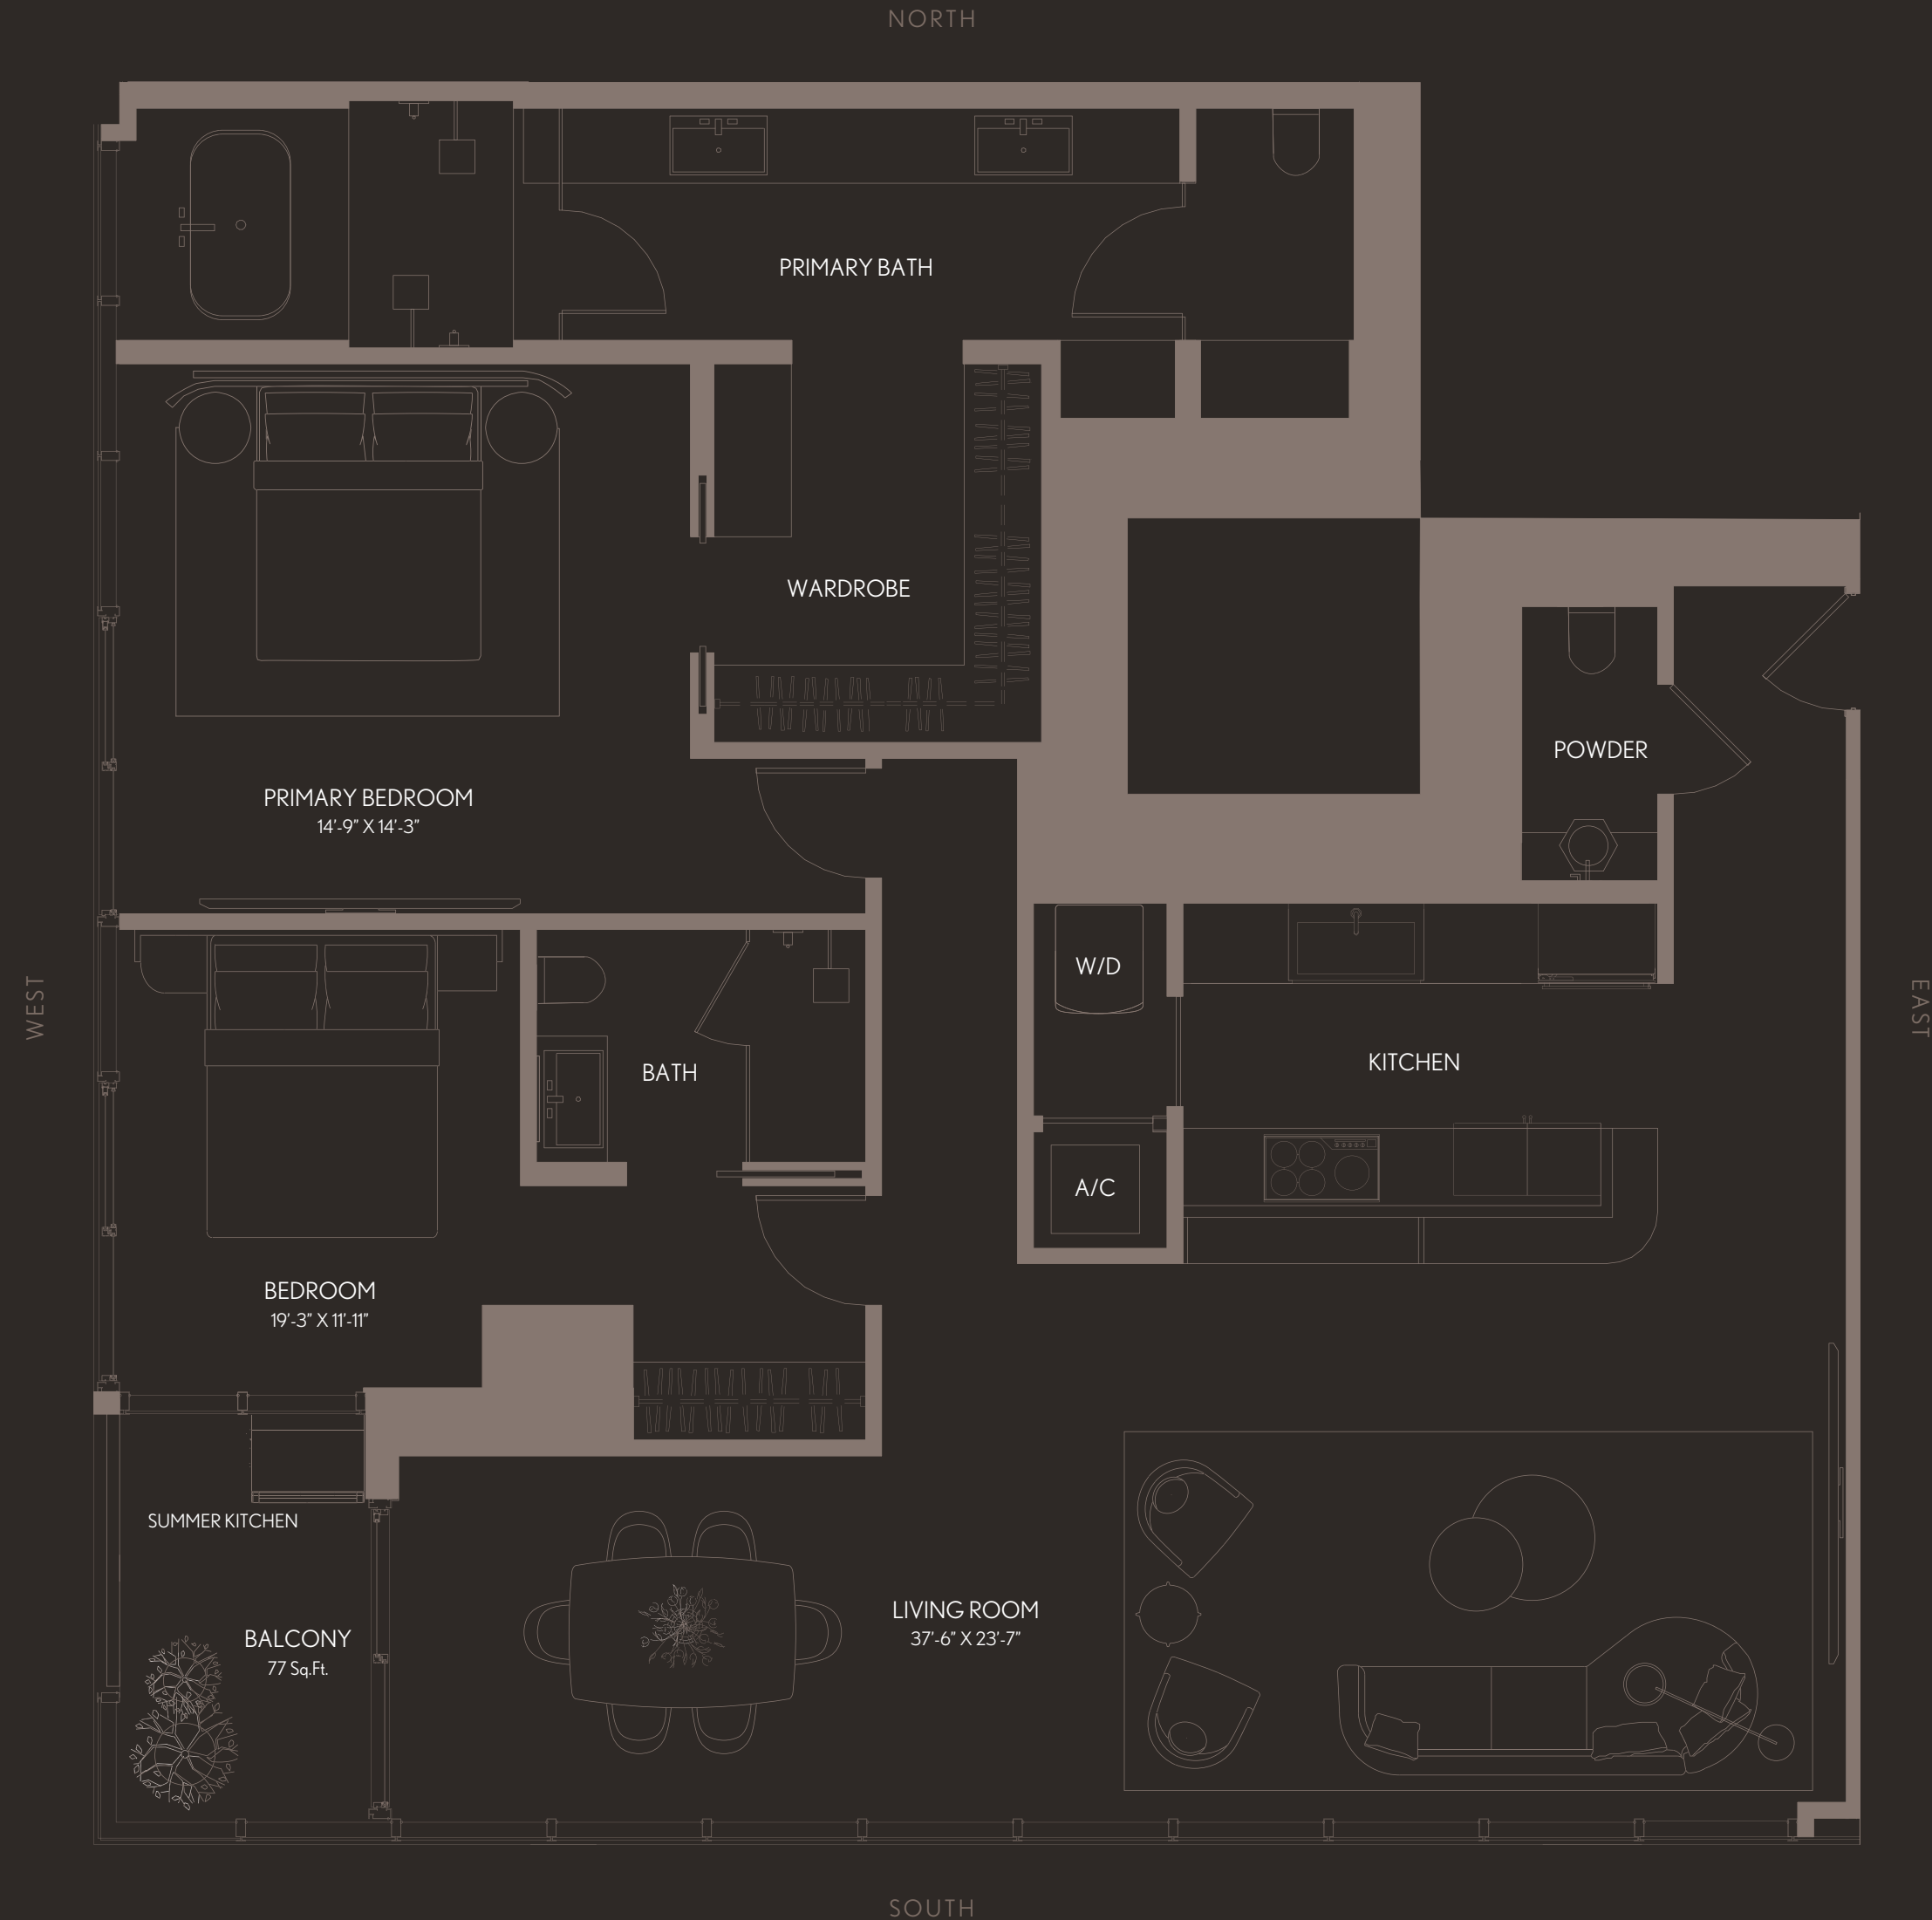 NORTH
PRIMARY BATH
WARDROBE
POWDER
PRIMARY BEDROOM
14'-9" X 14'-3"
W/D
WEST
EAST
KITCHEN
BATH
A/C
BEDROOM
19'-3" X 11'-11"
SUMMER KITCHEN
LIVING ROOM
37'-6" X 23'-7"
BALCONY
77 Sq.Ft.
SOUTH